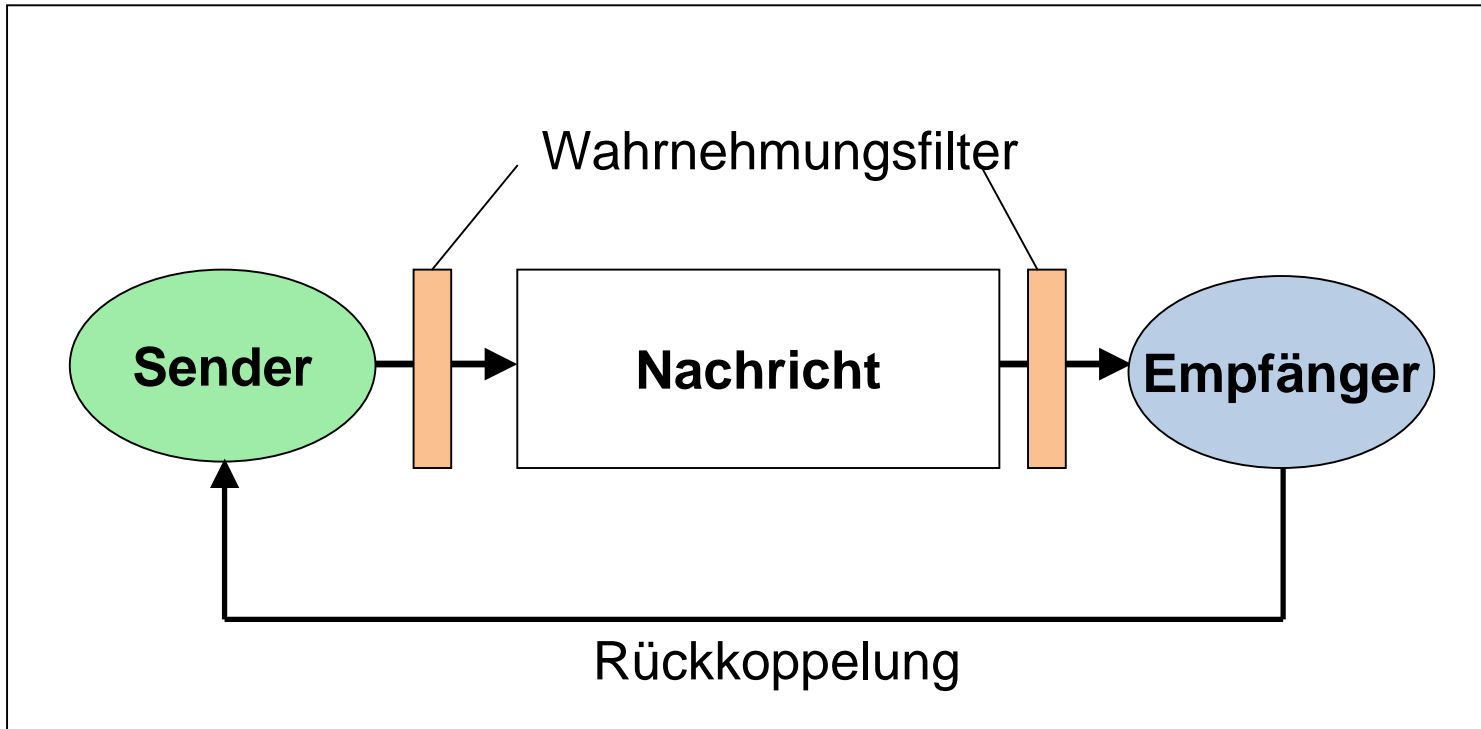 Wahrnehmungsfilter
Sender
Nachricht
Empfänger
Rückkoppelung